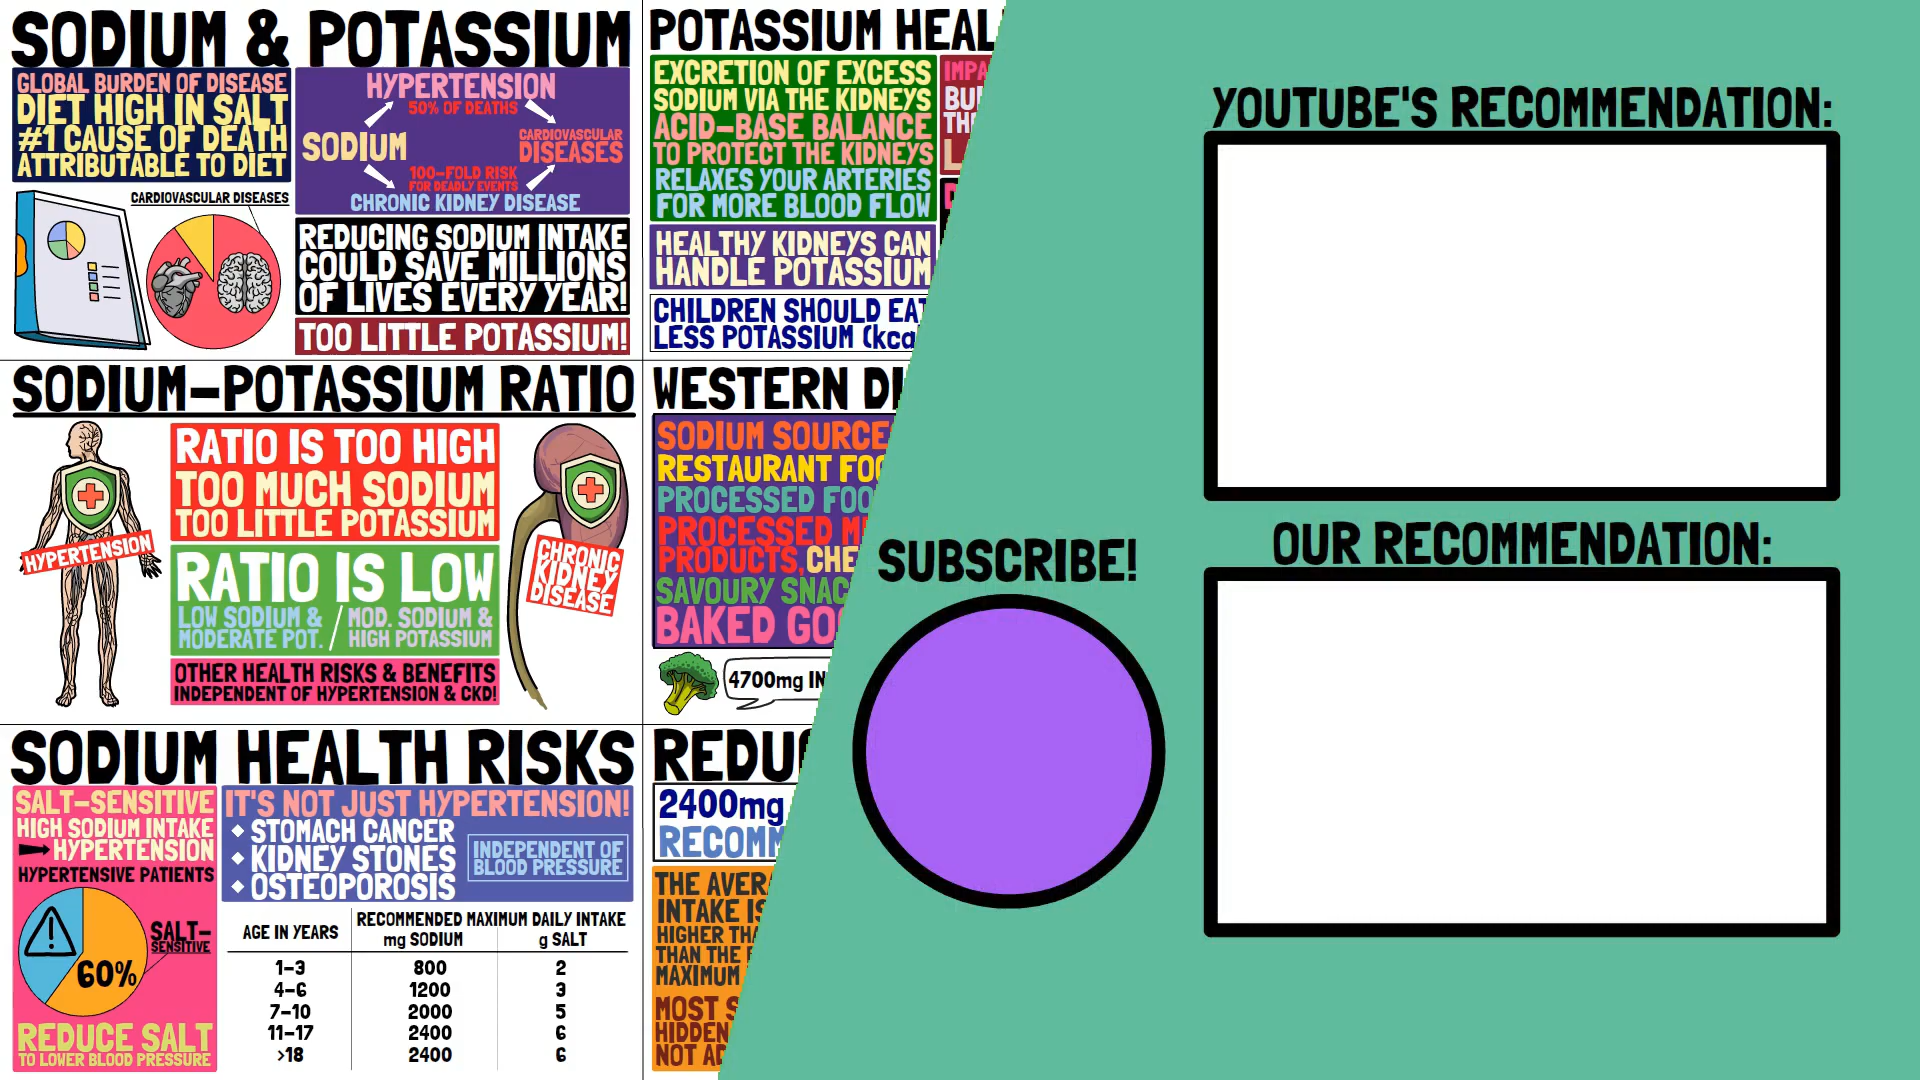 SODIUM & POTASSIUM
GLOBAL BURDEN OF DISEASE
DIET HIGH IN SALT
#1 CAUSE OF DEATH
ATTRIBUTABLE TO DIET
CARDIOVASCULAR DISEASES
HYPERTENSION
50% OF DEATHS
SODIUM
CARDIOVASCULAR
DISEASES
100-FOLD RISK
FOR DEADLY EVENTS
CHRONIC KIDNEY DISEASE
REDUCING SODIUM INTAKE
COULD SAVE MILLIONS
OF LIVES EVERY YEAR!
TOO LITTLE POTASSIUM!
POTASSIUM HEAL
EXCRETION OF EXCESS
SODIUM VIA THE KIDNEYS
ACID-BASE BALANCE
TO PROTECT THE KIDNEYS
RELAXES YOUR ARTERIES
FOR MORE BLOOD FLOW
IMPA
BU
TH
HEALTHY KIDNEYS CAN
HANDLE POTASSIUM
CHILDREN SHOULD EAT
LESS POTASSIUM (kca
SODIUM-POTASSIUM RATIO
HYPERTENSION
RATIO IS TOO HIGH
TOO MUCH SODIUM
TOO LITTLE POTASSIUM
RATIO IS LOW
LOW SODIUM &
MODERATE POT.
/
MOD. SODIUM &
HIGH POTASSIUM
OTHER HEALTH RISKS & BENEFITS
INDEPENDENT OF HYPERTENSION & CKD!
CHRONIC
KIDNEY
DISEASE
WESTERN DI
SODIUM SOURCE
RESTAURANT FOO
PROCESSED FOO
PROCESSED M
PRODUCTS, CHE
SAVOURY SNAC
BAKED GO
4700mg IN
SODIUM HEALTH RISKS
SALT-SENSITIVE
HIGH SODIUM INTAKE
HYPERTENSION
HYPERTENSIVE PATIENTS
SALT-
SENSITIVE
60%
REDUCE SALT
TO LOWER BLOOD PRESSURE
IT'S NOT JUST HYPERTENSION!
STOMACH CANCER
KIDNEY STONES
OSTEOPOROSIS
INDEPENDENT OF
BLOOD PRESSURE
AGE IN YEARS
RECOMMENDED MAXIMUM DAILY INTAKE
mg SODIUM g SALT
1-3 800 2
4-6 1200 3
7-10 2000 5
11-17 2400 6
>18 2400 6
REDU
2400mg
RECOMM
THE AVER
INTAKE IS
HIGHER THA
THAN THE
MAXIMUM
MOST S
HIDDEN
NOT AD
YOUTUBE'S RECOMMENDATION:
SUBSCRIBE!
OUR RECOMMENDATION: